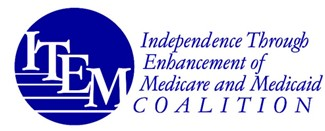 ITEM
Independence Through
Enhancement of
Medicare and Medicaid
COALITION